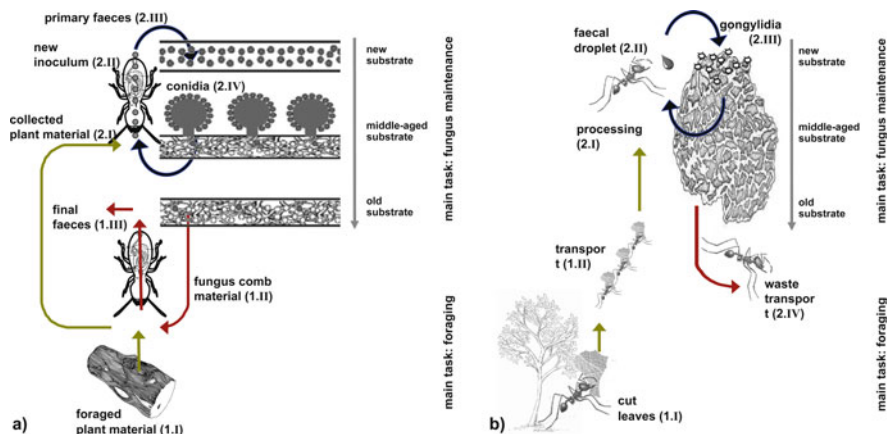 primary faeces (2.III)
new
inoculum (2.II)
conidia (2.IV)
collected
plant material (2.I)
final
faeces (1.III)
fungus comb
material (1.II)
foraged
plant material (1.I)
new
substrate
middle-aged
substrate
old
substrate
main task: fungus maintenance
main task: foraging
a)
faecal
droplet (2.II)
gongylidia
(2.III)
processing
(2.I)
transpor
t (1.II)
waste
transpor
t (2.IV)
cut
leaves (1.I)
new
substrate
middle-aged
substrate
old
substrate
main task: fungus maintenance
main task: foraging
b)